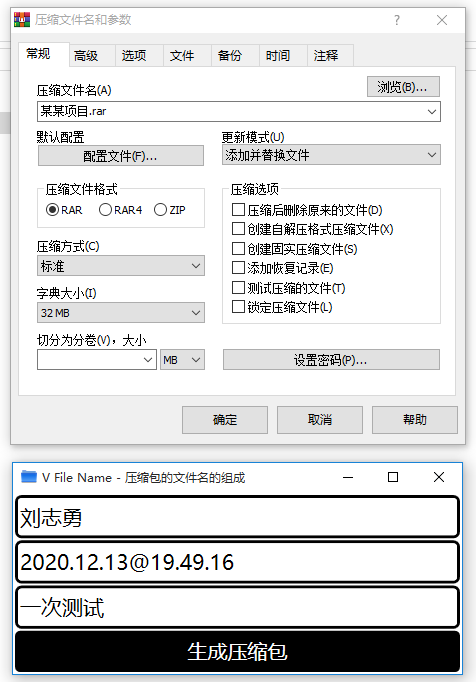 压缩文件名和参数 ?
常规 高级 选项 文件 备份 时间 注释
压缩文件名(A) 浏览(B)...
某某项目.rar
默认配置 更新模式(U)
配置文件(F)... 添加并替换文件
压缩文件格式 压缩选项
RAR RAR4 ZIP 压缩后删除原来的文件(D)
创建自解压格式压缩文件(X)
压缩方式(C) 创建固实压缩文件(S)
标准 添加恢复记录(E)
字典大小(I) 测试压缩的文件(T)
32 MB 锁定压缩文件(L)
切分为分卷(V)，大小
MB 设置密码(P)...
确定 取消 帮助
V File Name - 压缩包的文件名的组成
刘志勇
2020.12.13@19.49.16
一次测试
生成压缩包